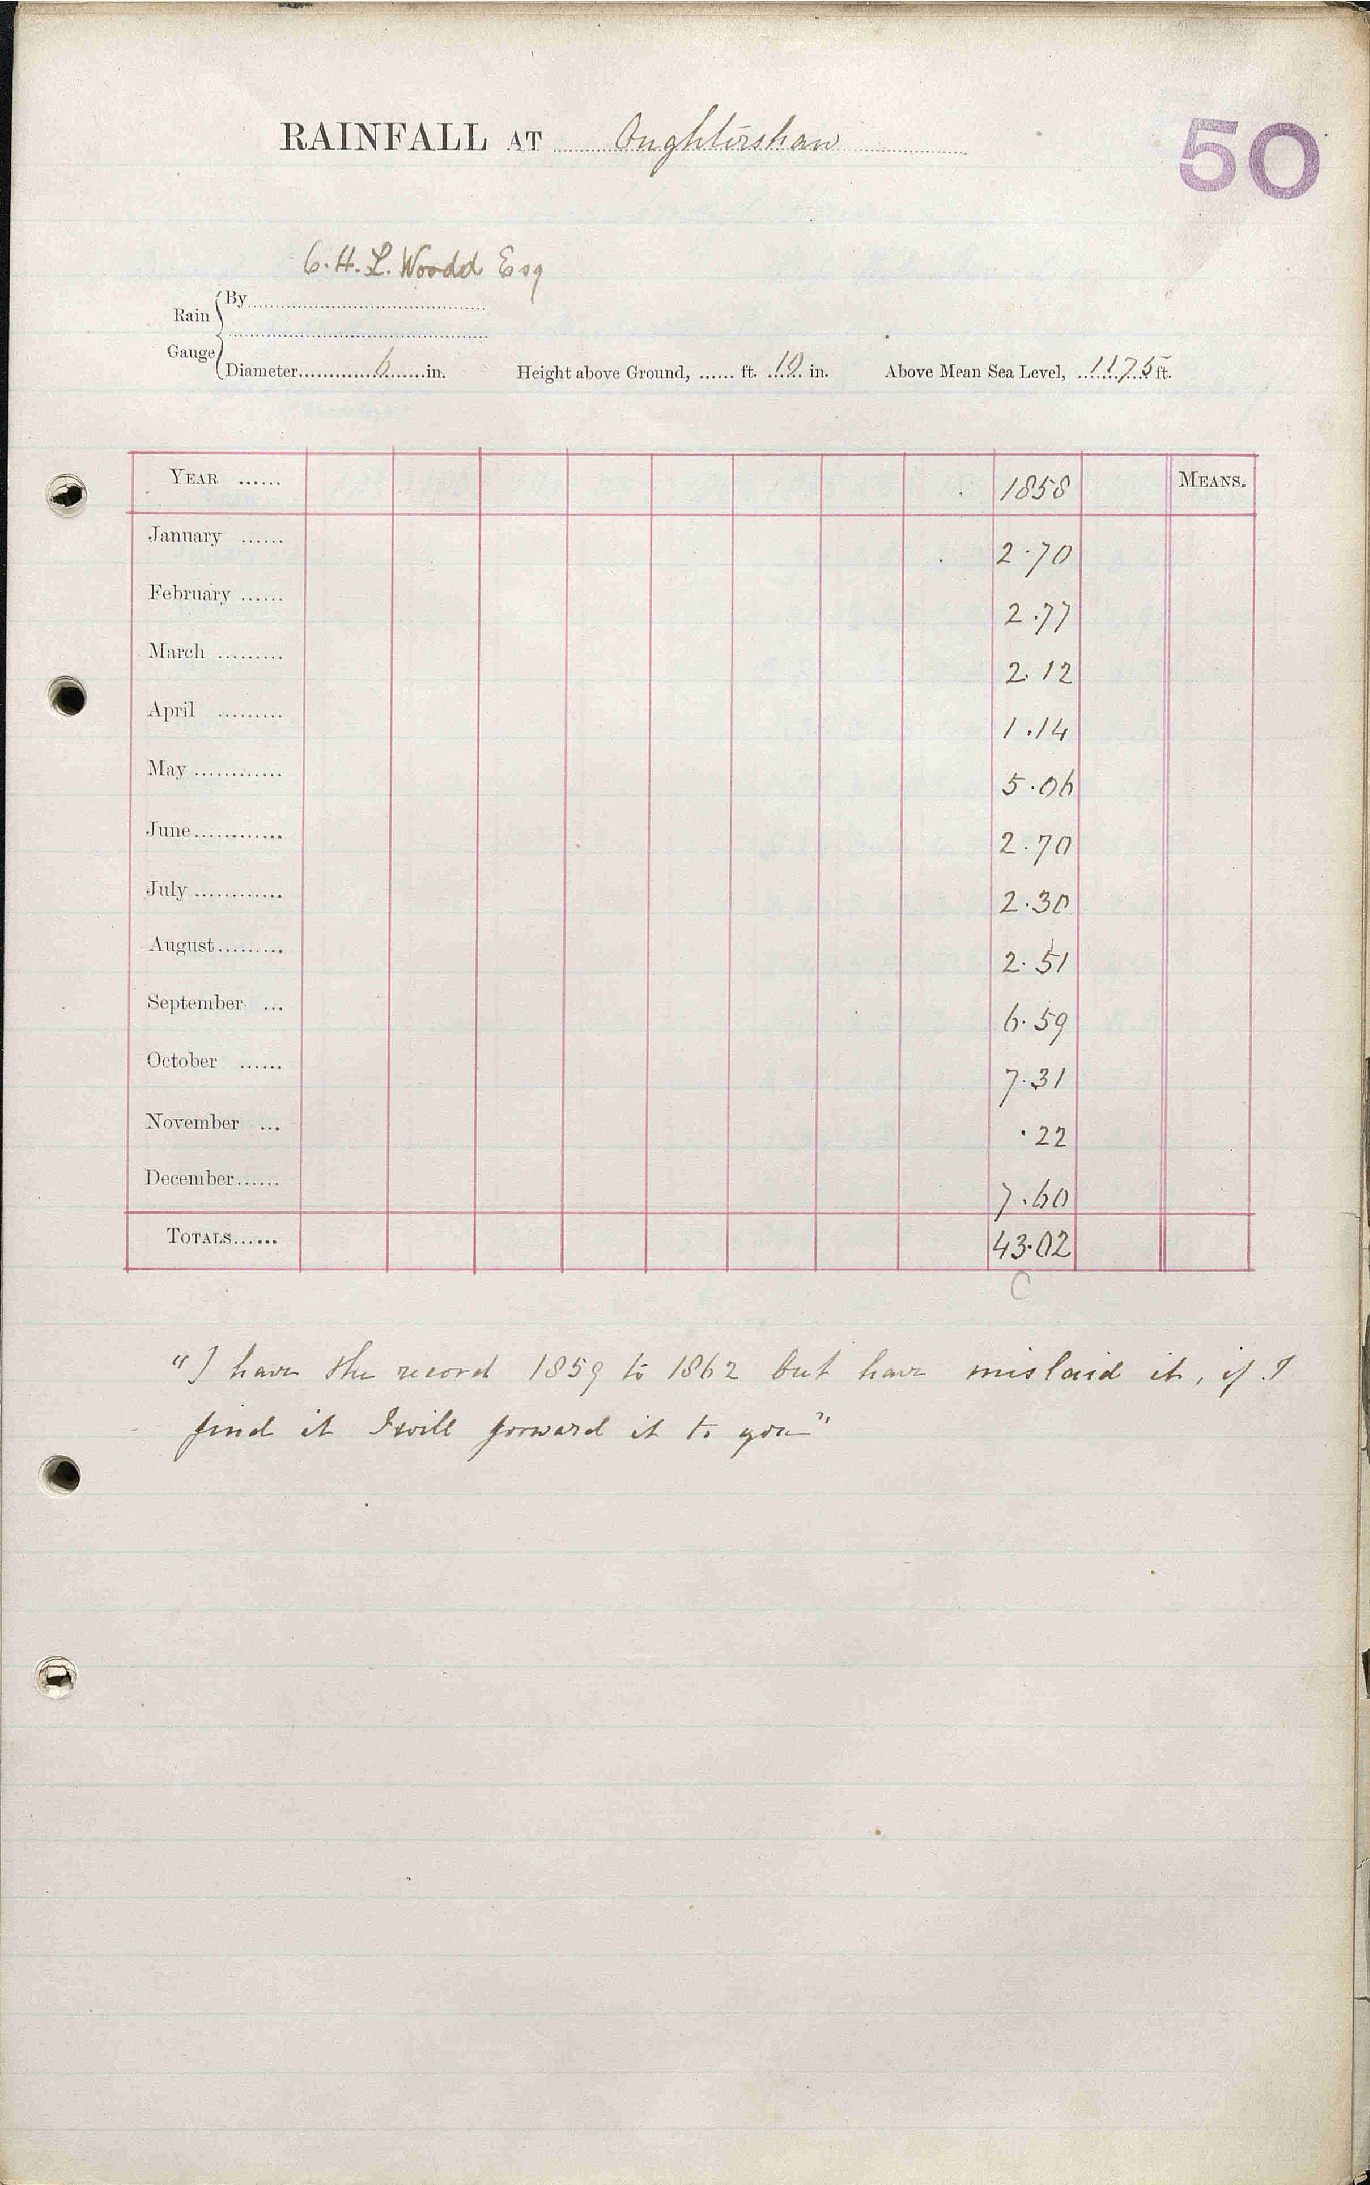 RAINFALL AT Oughtershaw
50
C. H. L. Woodd Esq
Rain Gauge { By
Diameter 6 in. Height above Ground, ...... ft. 10 in. Above Mean Sea Level, 1175 ft.
YEAR ...... 1858 MEANS.
January ...... 2.70
February ...... 2.77
March ......... 2.12
April ......... 1.14
May ............ 5.06
June ............ 2.70
July ............ 2.30
August ......... 2.51
September ... 6.59
October ...... 7.31
November ... .22
December ...... 7.60
TOTALS ...... 43.02
C
"I have the record 1859 to 1862 but have mislaid it, if I
find it I will forward it to you"